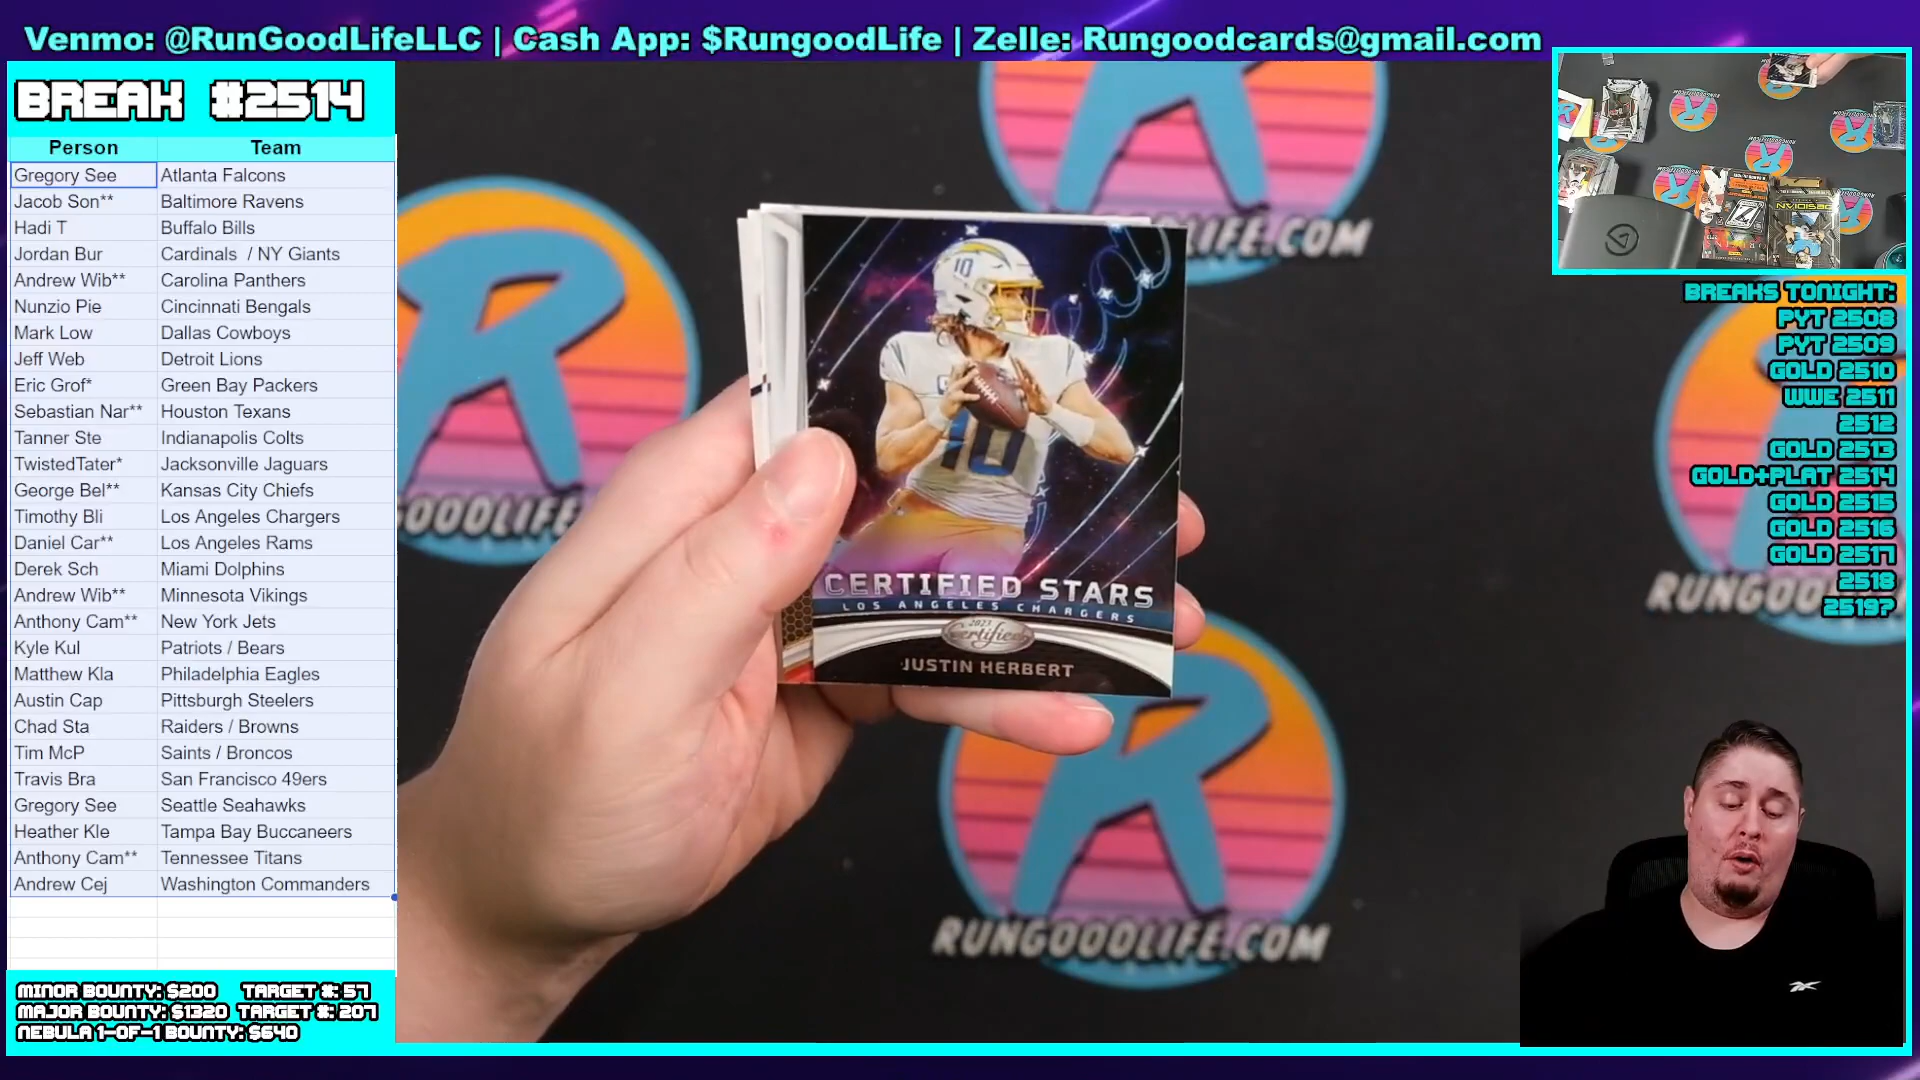 Venmo: @RunGoodLifeLLC | Cash App: $RungoodLife | Zelle: Rungoodcards@gmail.com
BREAK #2514
Person Team
Gregory See Atlanta Falcons
Jacob Son** Baltimore Ravens
Hadi T Buffalo Bills
Jordan Bur Cardinals / NY Giants
Andrew Wib** Carolina Panthers
Nunzio Pie Cincinnati Bengals
Mark Low Dallas Cowboys
Jeff Web Detroit Lions
Eric Grof* Green Bay Packers
Sebastian Nar** Houston Texans
Tanner Ste Indianapolis Colts
TwistedTater* Jacksonville Jaguars
George Bel** Kansas City Chiefs
Timothy Bli Los Angeles Chargers
Daniel Car** Los Angeles Rams
Derek Sch Miami Dolphins
Andrew Wib** Minnesota Vikings
Anthony Cam** New York Jets
Kyle Kul Patriots / Bears
Matthew Kla Philadelphia Eagles
Austin Cap Pittsburgh Steelers
Chad Sta Raiders / Browns
Tim McP Saints / Broncos
Travis Bra San Francisco 49ers
Gregory See Seattle Seahawks
Heather Kle Tampa Bay Buccaneers
Anthony Cam** Tennessee Titans
Andrew Cej Washington Commanders
MINOR BOUNTY: $200 TARGET #: 57
MAJOR BOUNTY: $1320 TARGET #: 207
NEBULA 1-OF-1 BOUNTY: $640
LIFE.COM
OODLIFE
10
10
CERTIFIED STARS
LOS ANGELES CHARGERS
2023
Certified
JUSTIN HERBERT
R
RUNGOODLIFE.COM
RUNGOOD
BREAKS TONIGHT:
PYT 2508
PYT 2509
GOLD 2510
WWE 2511
2512
GOLD 2513
GOLD+PLAT 2514
GOLD 2515
GOLD 2516
GOLD 2517
2518
2519?